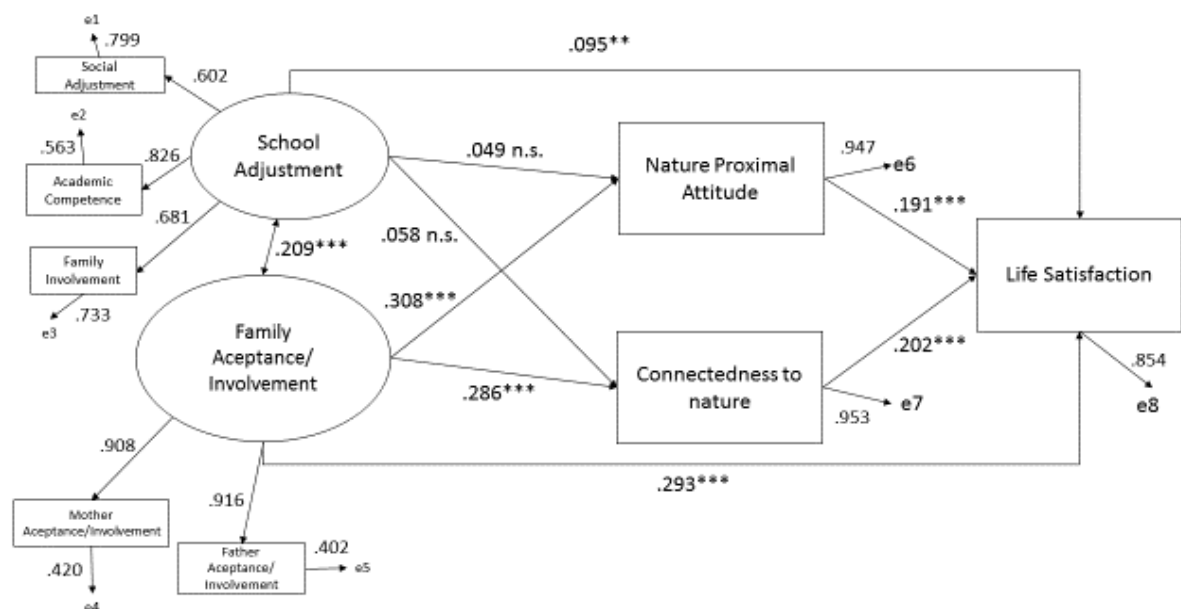 e1
.799
.095**
Social
Adjustment
.602
e2
School
Adjustment
.563
.826
.049 n.s.
Nature Proximal
Attitude
.947
e6
Academic
Competence
.191***
.681
.058 n.s.
Family
Involvement
.209***
Life Satisfaction
.733
e3
.308***
Family
Aceptance/
Involvement
.202***
.286***
Connectedness to
nature
.854
e7
.953
e8
.908
.293***
.916
Mother
Aceptance/Involvement
Father
Aceptance/
Involvement
.402
e5
.420
e4